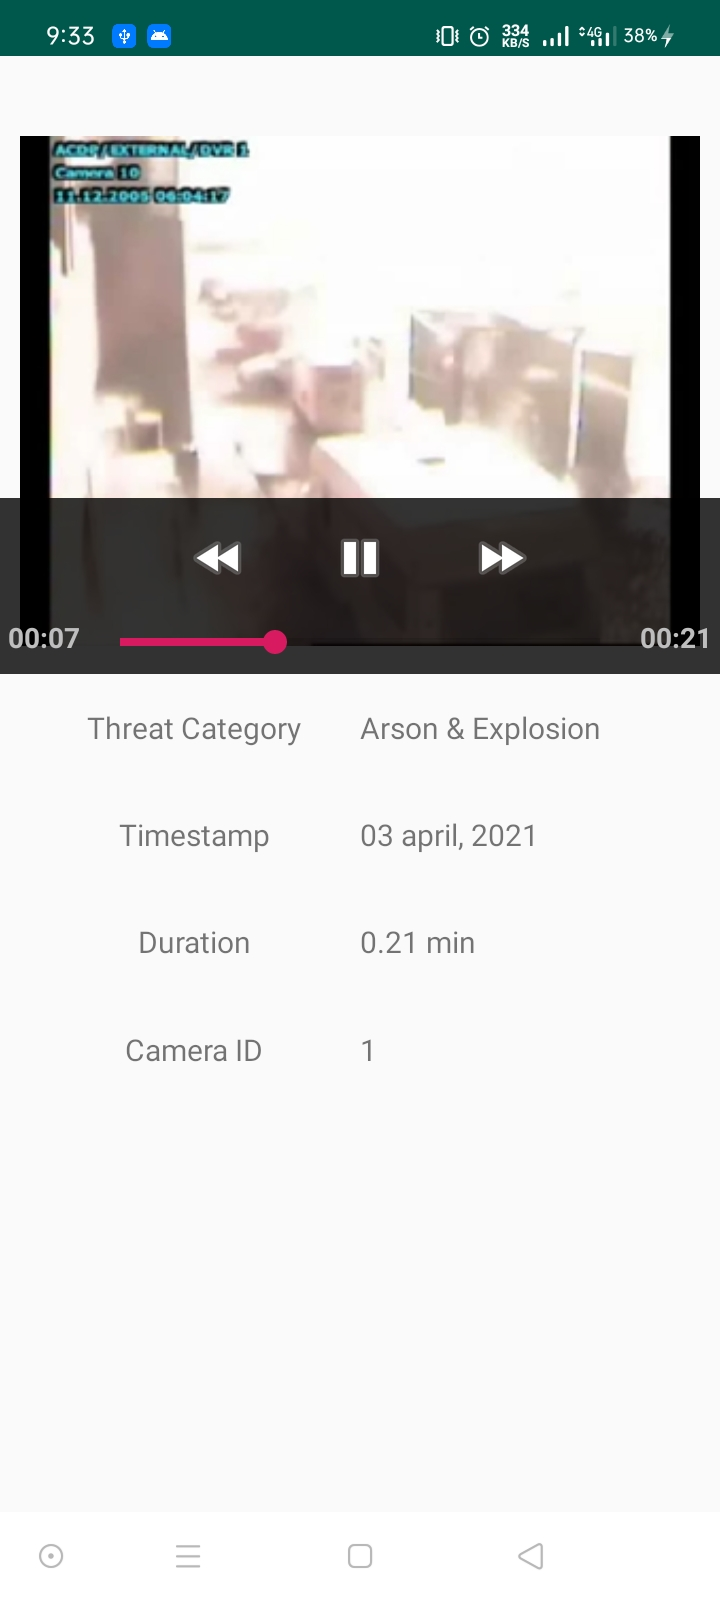 9:33 334 KB/S 4G 38%
ACDP/EXTERNAL/DVR 1
Camera 10
11.12.2005 06:04:17
00:07 00:21
Threat Category Arson & Explosion
Timestamp 03 april, 2021
Duration 0.21 min
Camera ID 1